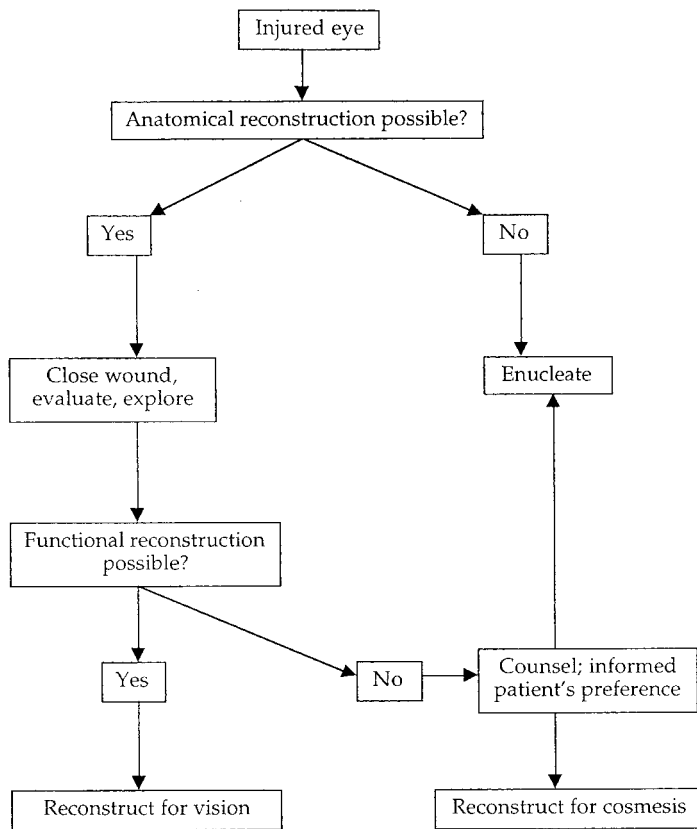 Injured eye
Anatomical reconstruction possible?
Yes
No
Close wound,
evaluate, explore
Enucleate
Functional reconstruction
possible?
Yes
No
Counsel; informed
patient's preference
Reconstruct for vision
Reconstruct for cosmesis